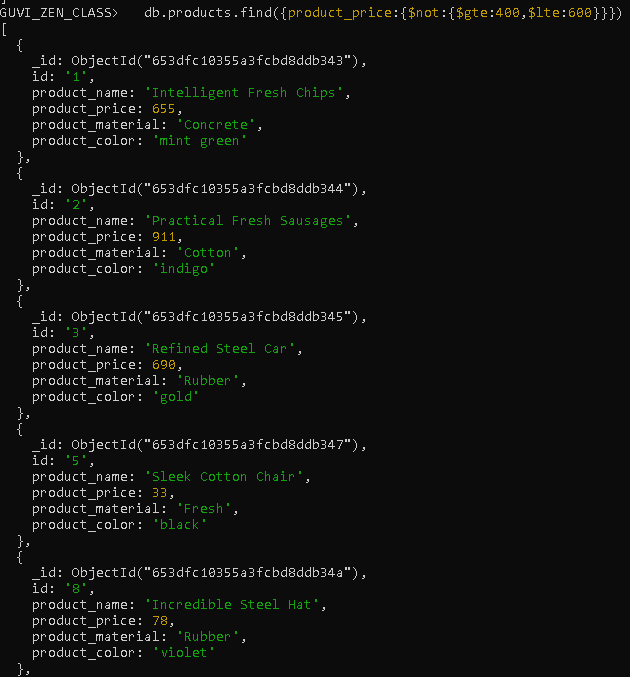 GUVI_ZEN_CLASS> db.products.find({product_price:{$not:{$gte:400,$lte:600}}})
[
{
_id: ObjectId("653dfc10355a3fcbd8ddb343"),
id: '1',
product_name: 'Intelligent Fresh Chips',
product_price: 655,
product_material: 'Concrete',
product_color: 'mint green'
},
{
_id: ObjectId("653dfc10355a3fcbd8ddb344"),
id: '2',
product_name: 'Practical Fresh Sausages',
product_price: 911,
product_material: 'Cotton',
product_color: 'indigo'
},
{
_id: ObjectId("653dfc10355a3fcbd8ddb345"),
id: '3',
product_name: 'Refined Steel Car',
product_price: 690,
product_material: 'Rubber',
product_color: 'gold'
},
{
_id: ObjectId("653dfc10355a3fcbd8ddb347"),
id: '5',
product_name: 'Sleek Cotton Chair',
product_price: 33,
product_material: 'Fresh',
product_color: 'black'
},
{
_id: ObjectId("653dfc10355a3fcbd8ddb34a"),
id: '8',
product_name: 'Incredible Steel Hat',
product_price: 78,
product_material: 'Rubber',
product_color: 'violet'
},